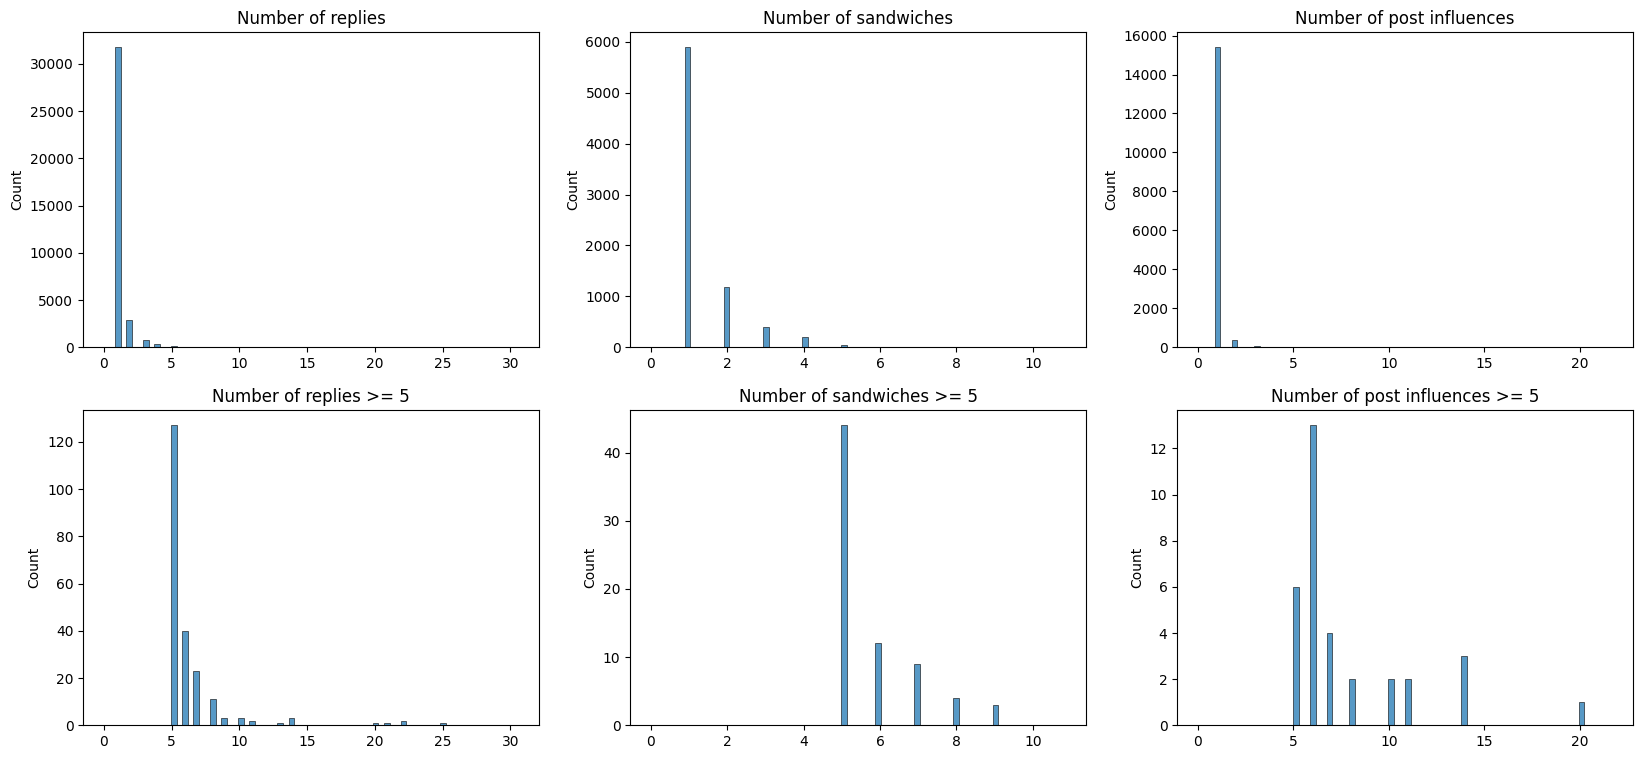 Number of replies
Count
30000
25000
20000
15000
10000
5000
0
0 5 10 15 20 25 30
Number of sandwiches
Count
6000
5000
4000
3000
2000
1000
0
0 2 4 6 8 10
Number of post influences
Count
16000
14000
12000
10000
8000
6000
4000
2000
0
0 5 10 15 20
Number of replies >= 5
Count
120
100
80
60
40
20
0
0 5 10 15 20 25 30
Number of sandwiches >= 5
Count
40
30
20
10
0
0 2 4 6 8 10
Number of post influences >= 5
Count
12
10
8
6
4
2
0
0 5 10 15 20